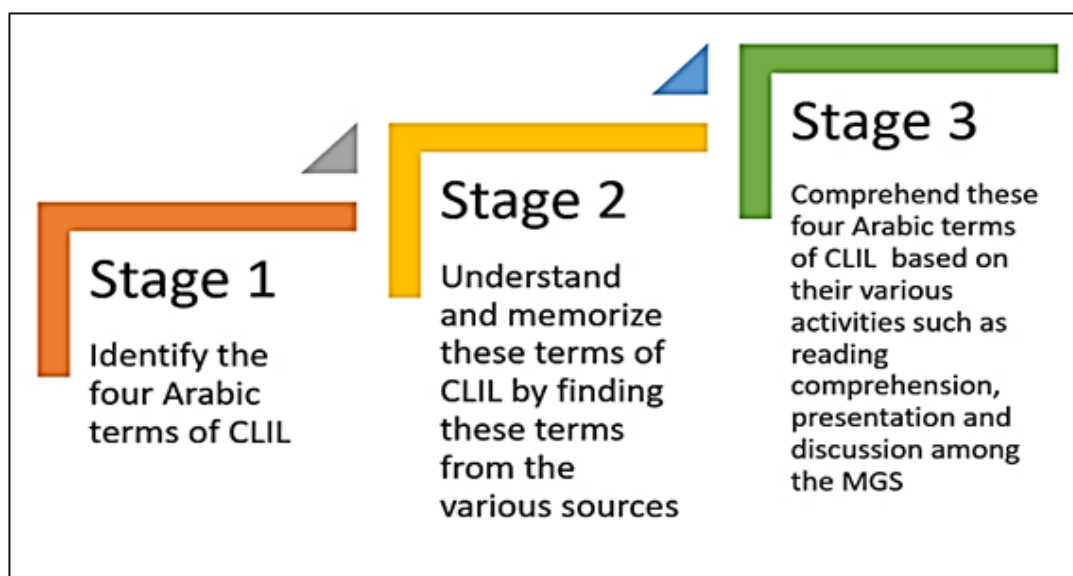 Stage 1
Identify the
four Arabic
terms of CLIL
Stage 2
Understand
and memorize
these terms of
CLIL by finding
these terms
from the
various sources
Stage 3
Comprehend these
four Arabic terms
of CLIL based on
their various
activities such as
reading
comprehension,
presentation and
discussion among
the MGS